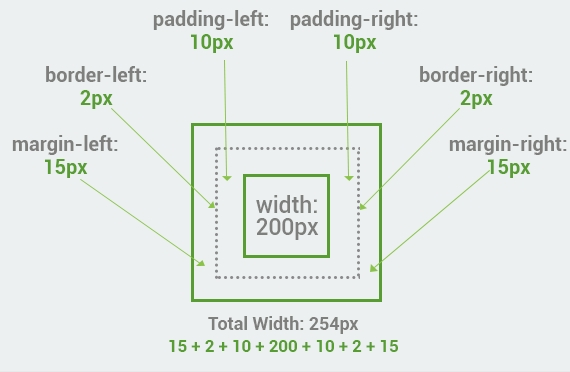 padding-left:
10px
padding-right:
10px
border-left:
2px
border-right:
2px
margin-left:
15px
margin-right:
15px
width:
200px
Total Width: 254px
15 + 2 + 10 + 200 + 10 + 2 + 15